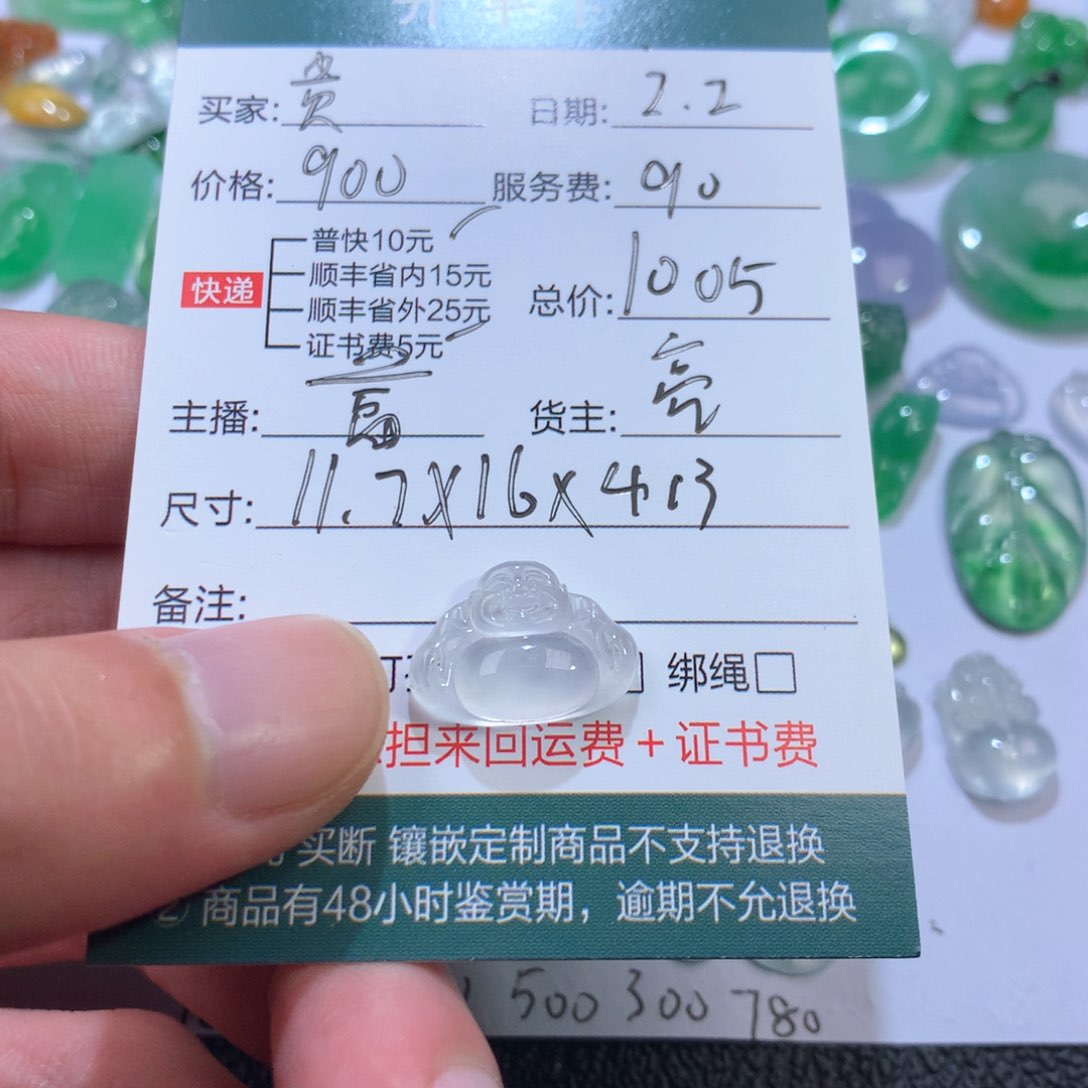 买家: 日期: 2.2
价格: 900 服务费: 90
普快10元
顺丰省内15元
快递
顺丰省外25元
总价: 1005
证书费5元
主播: 货主: 亮
尺寸: 11.7X16X4.3
备注:
绑绳
担来回运费+证书费
买断 镶嵌定制商品不支持退换
② 商品有48小时鉴赏期，逾期不允退换
500 300 780